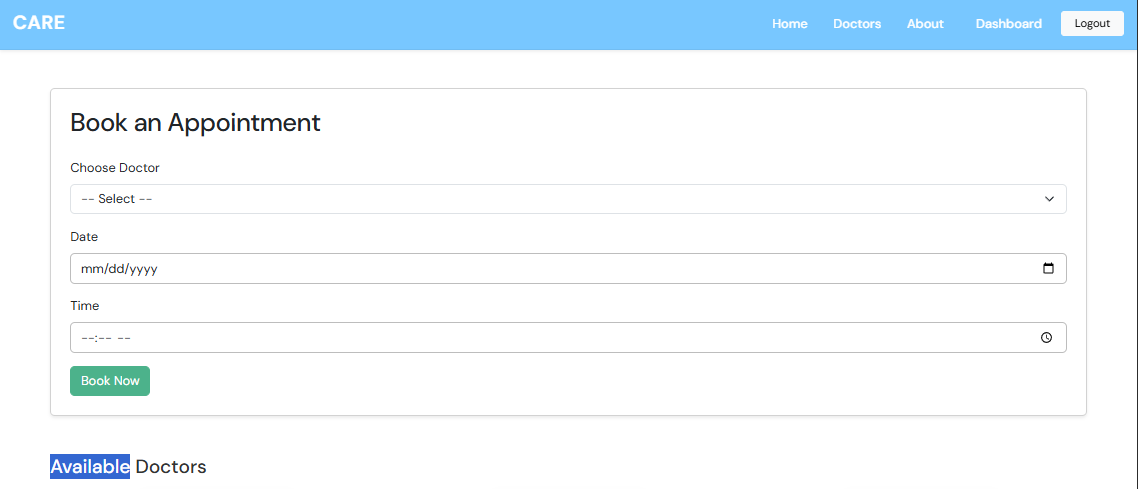 CARE Home Doctors About Dashboard Logout
Book an Appointment
Choose Doctor
-- Select --
Date
mm/dd/yyyy
Time
--:-- --
Book Now
Available Doctors